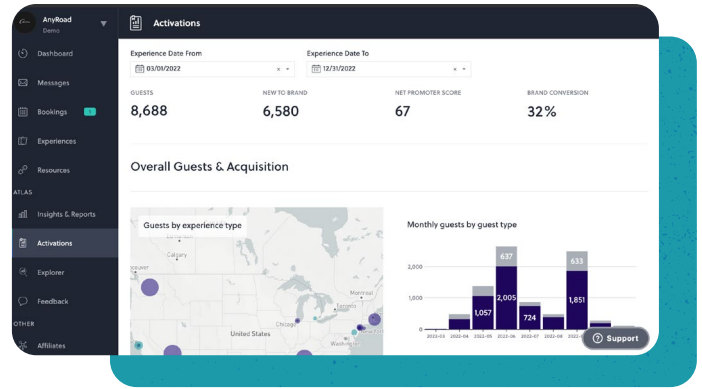 AnyRoad
Demo
Dashboard
Messages
Bookings
Experiences
Resources
ATLAS
Insights & Reports
Activations
Explorer
Feedback
OTHER
Affiliates
Activations
Experience Date From
Experience Date To
03/01/2022
12/31/2022
GUESTS
NEW TO BRAND
NET PROMOTER SCORE
BRAND CONVERSION
8,688
6,580
67
32%
Overall Guests & Acquisition
Guests by experience type
Calgary
Montreal
Toronto
Chicago
United States
Monthly guests by guest type
2,000
1,000
0
637
633
1,057
2,005
724
1,851
2022-03 2022-04 2022-05 2022-06 2022-07 2022-08
Support